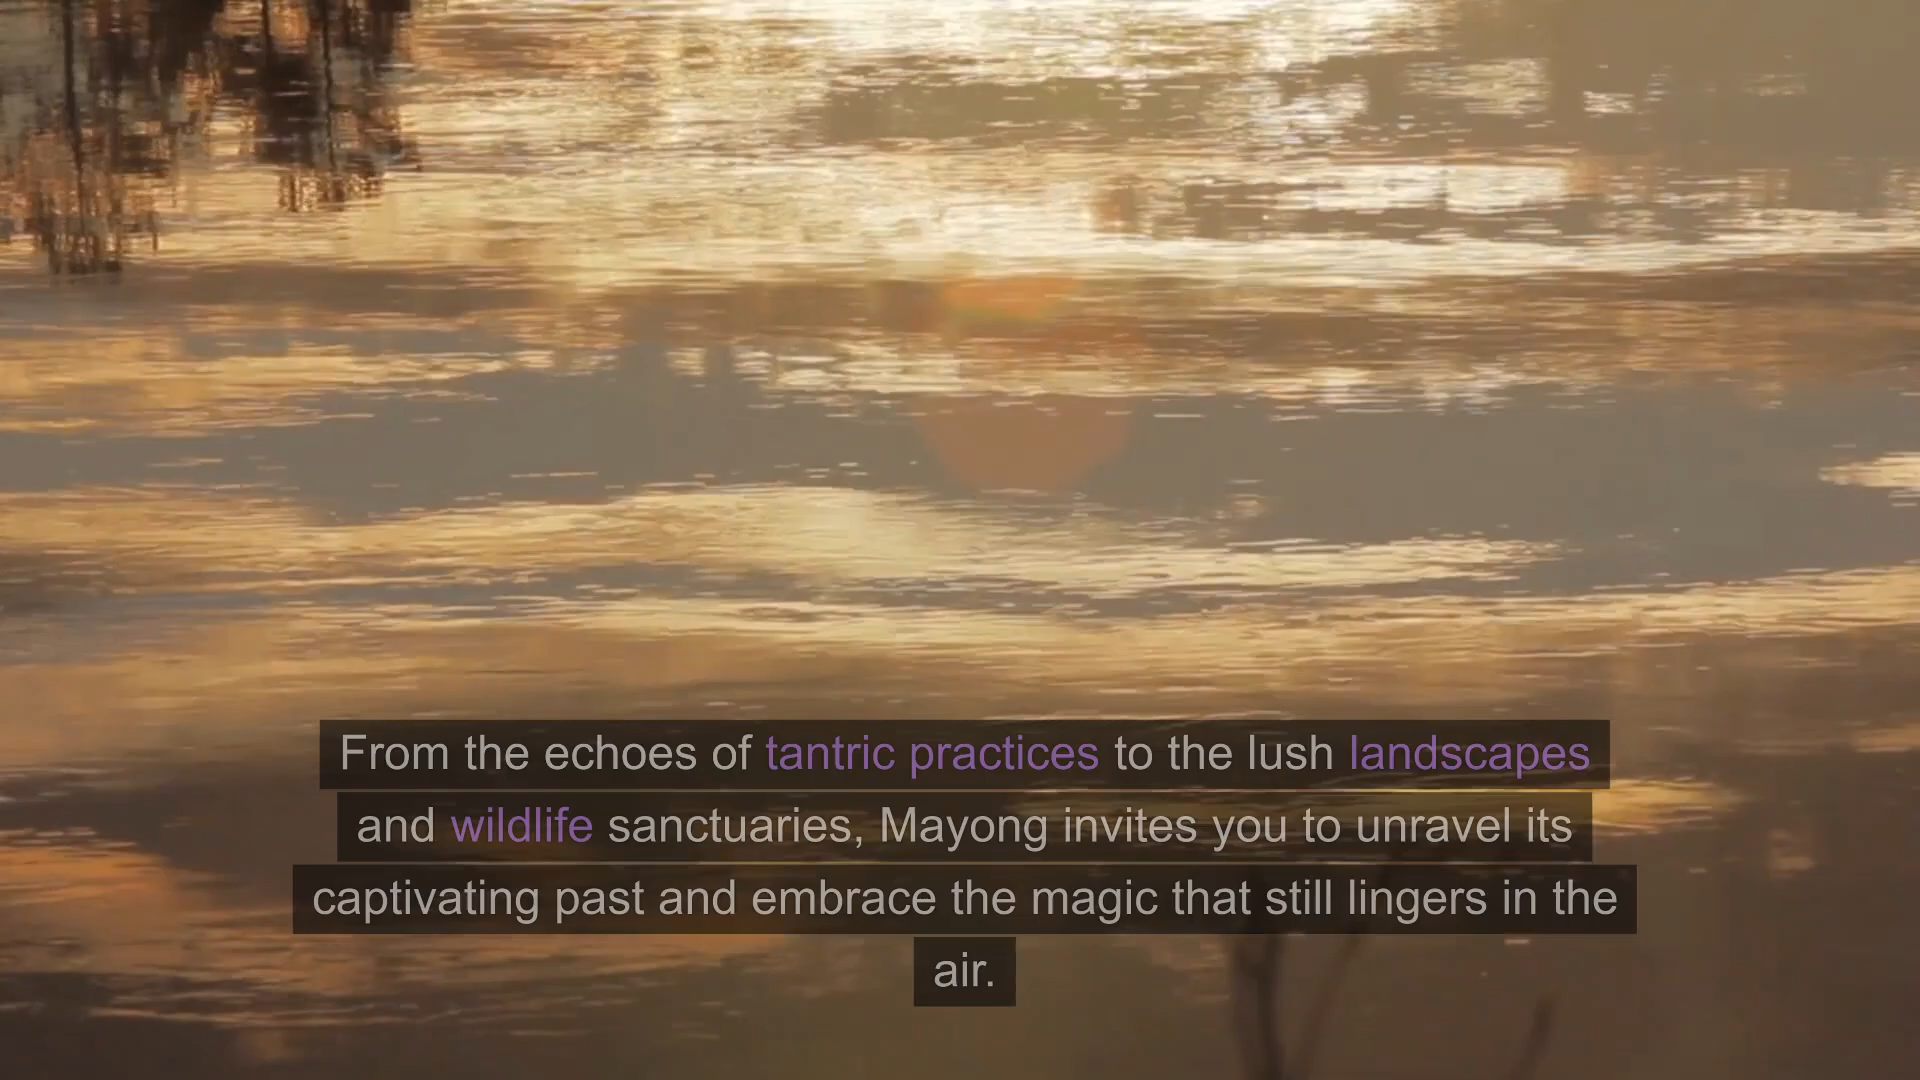 From the echoes of tantric practices to the lush landscapes
and wildlife sanctuaries, Mayong invites you to unravel its
captivating past and embrace the magic that still lingers in the
air.